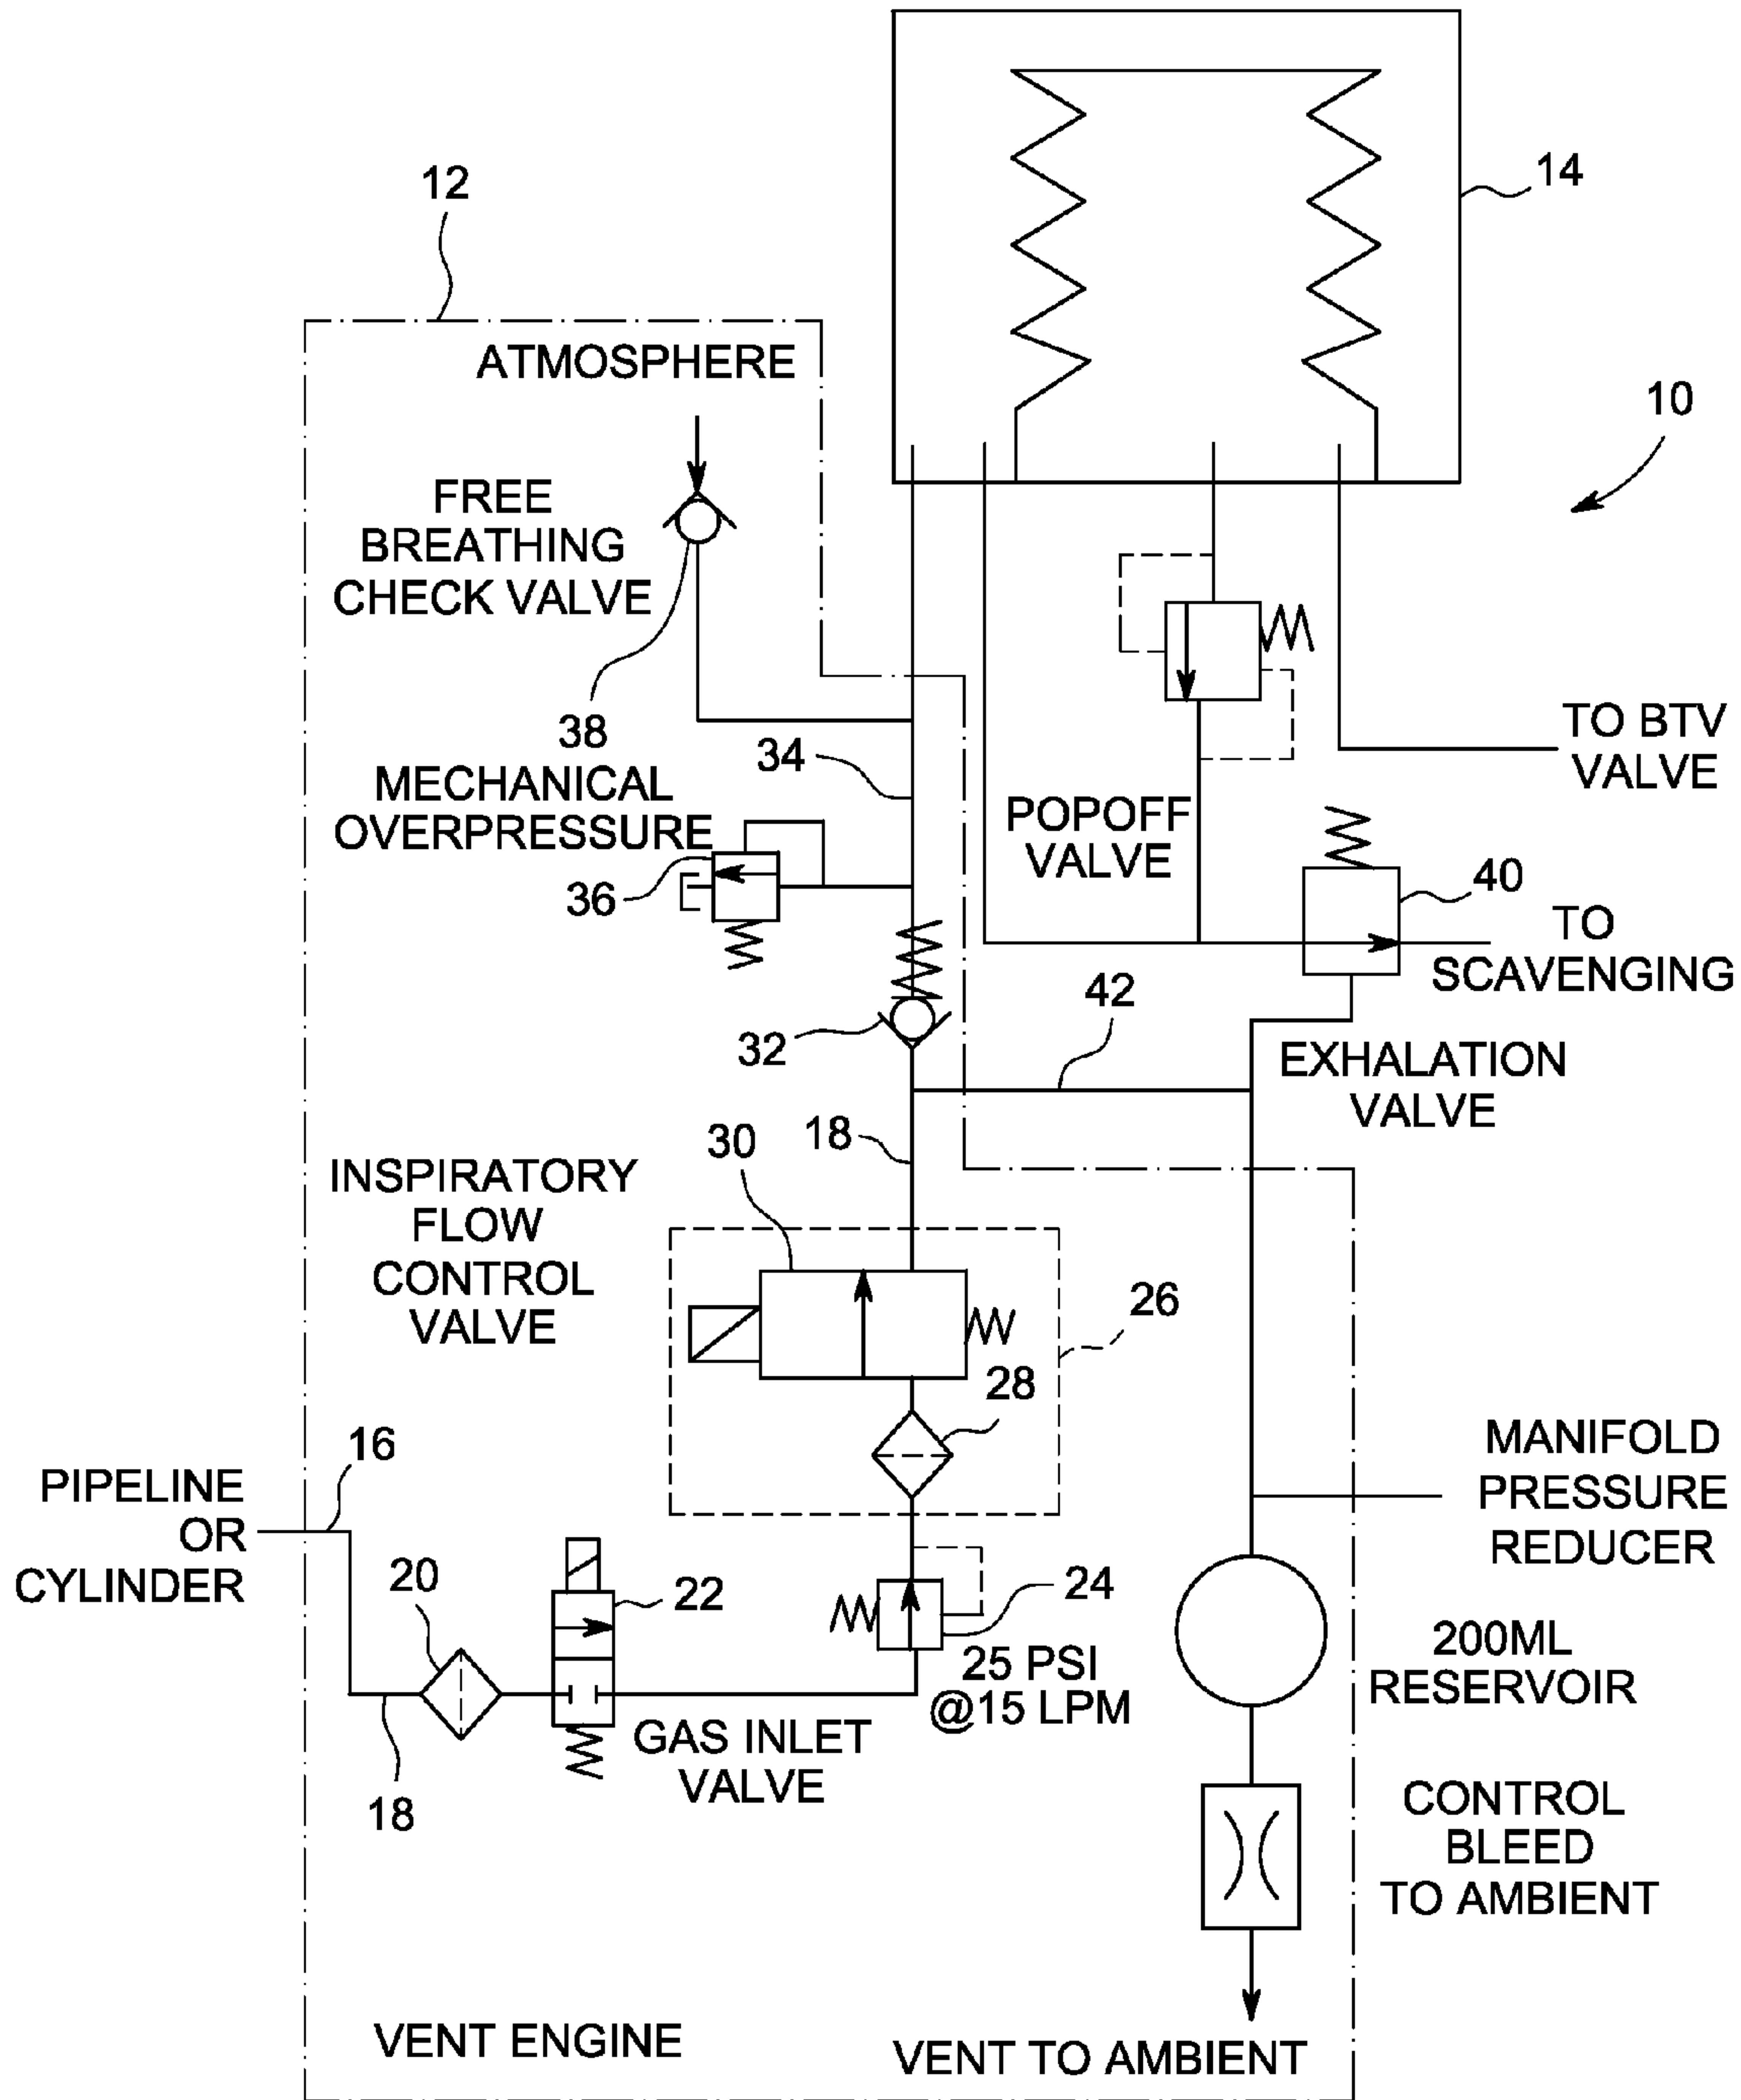 12
14
ATMOSPHERE
10
FREE
BREATHING
CHECK VALVE
38
34
TO BTV
VALVE
MECHANICAL
OVERPRESSURE
36
POPOFF
VALVE
40
TO
SCAVENGING
32
42
EXHALATION
VALVE
18
30
INSPIRATORY
FLOW
CONTROL
VALVE
26
28
16
PIPELINE
OR
CYLINDER
MANIFOLD
PRESSURE
REDUCER
20
22
24
25 PSI
@15 LPM
200ML
RESERVOIR
GAS INLET
VALVE
18
CONTROL
BLEED
TO AMBIENT
VENT ENGINE
VENT TO AMBIENT